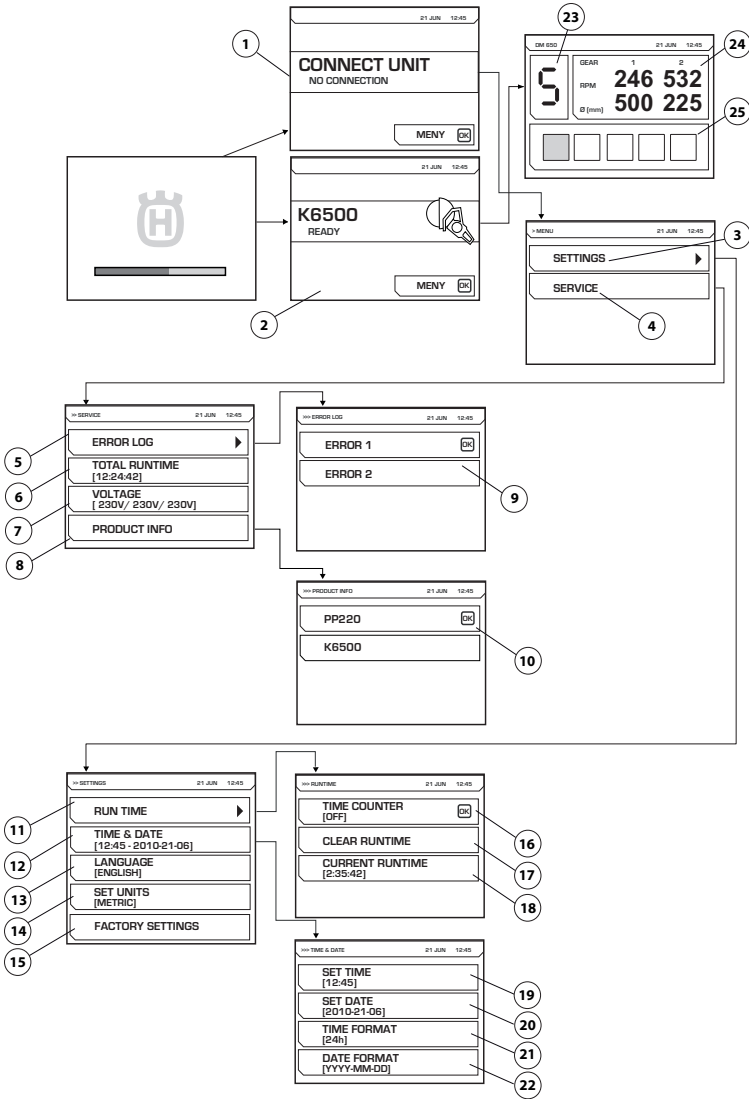 21 JUN 12:45
1
CONNECT UNIT
NO CONNECTION
MENY OK
23
DM 650 21 JUN 12:45
24
GEAR 1 2
RPM 246 532
Ø [mm] 500 225
5
25
H
21 JUN 12:45
K6500
READY
MENY OK
2
> MENU 21 JUN 12:45
SETTINGS
3
SERVICE
4
>> SERVICE 21 JUN 12:45
5
ERROR LOG
6
TOTAL RUNTIME
[12:24:42]
7
VOLTAGE
[ 230V/ 230V/ 230V]
8
PRODUCT INFO
>>> ERROR LOG 21 JUN 12:45
ERROR 1 OK
ERROR 2
9
>>> PRODUCT INFO 21 JUN 12:45
PP220 OK
10
K6500
>> SETTINGS 21 JUN 12:45
11
RUN TIME
12
TIME & DATE
[12:45 - 2010-21-06]
13
LANGUAGE
[ENGLISH]
14
SET UNITS
[METRIC]
15
FACTORY SETTINGS
>>> RUNTIME 21 JUN 12:45
TIME COUNTER
[OFF] OK
16
CLEAR RUNTIME
17
CURRENT RUNTIME
[2:35:42]
18
>>> TIME & DATE 21 JUN 12:45
SET TIME
[12:45]
19
SET DATE
[2010-21-06]
20
TIME FORMAT
[24h]
21
DATE FORMAT
[YYYY-MM-DD]
22